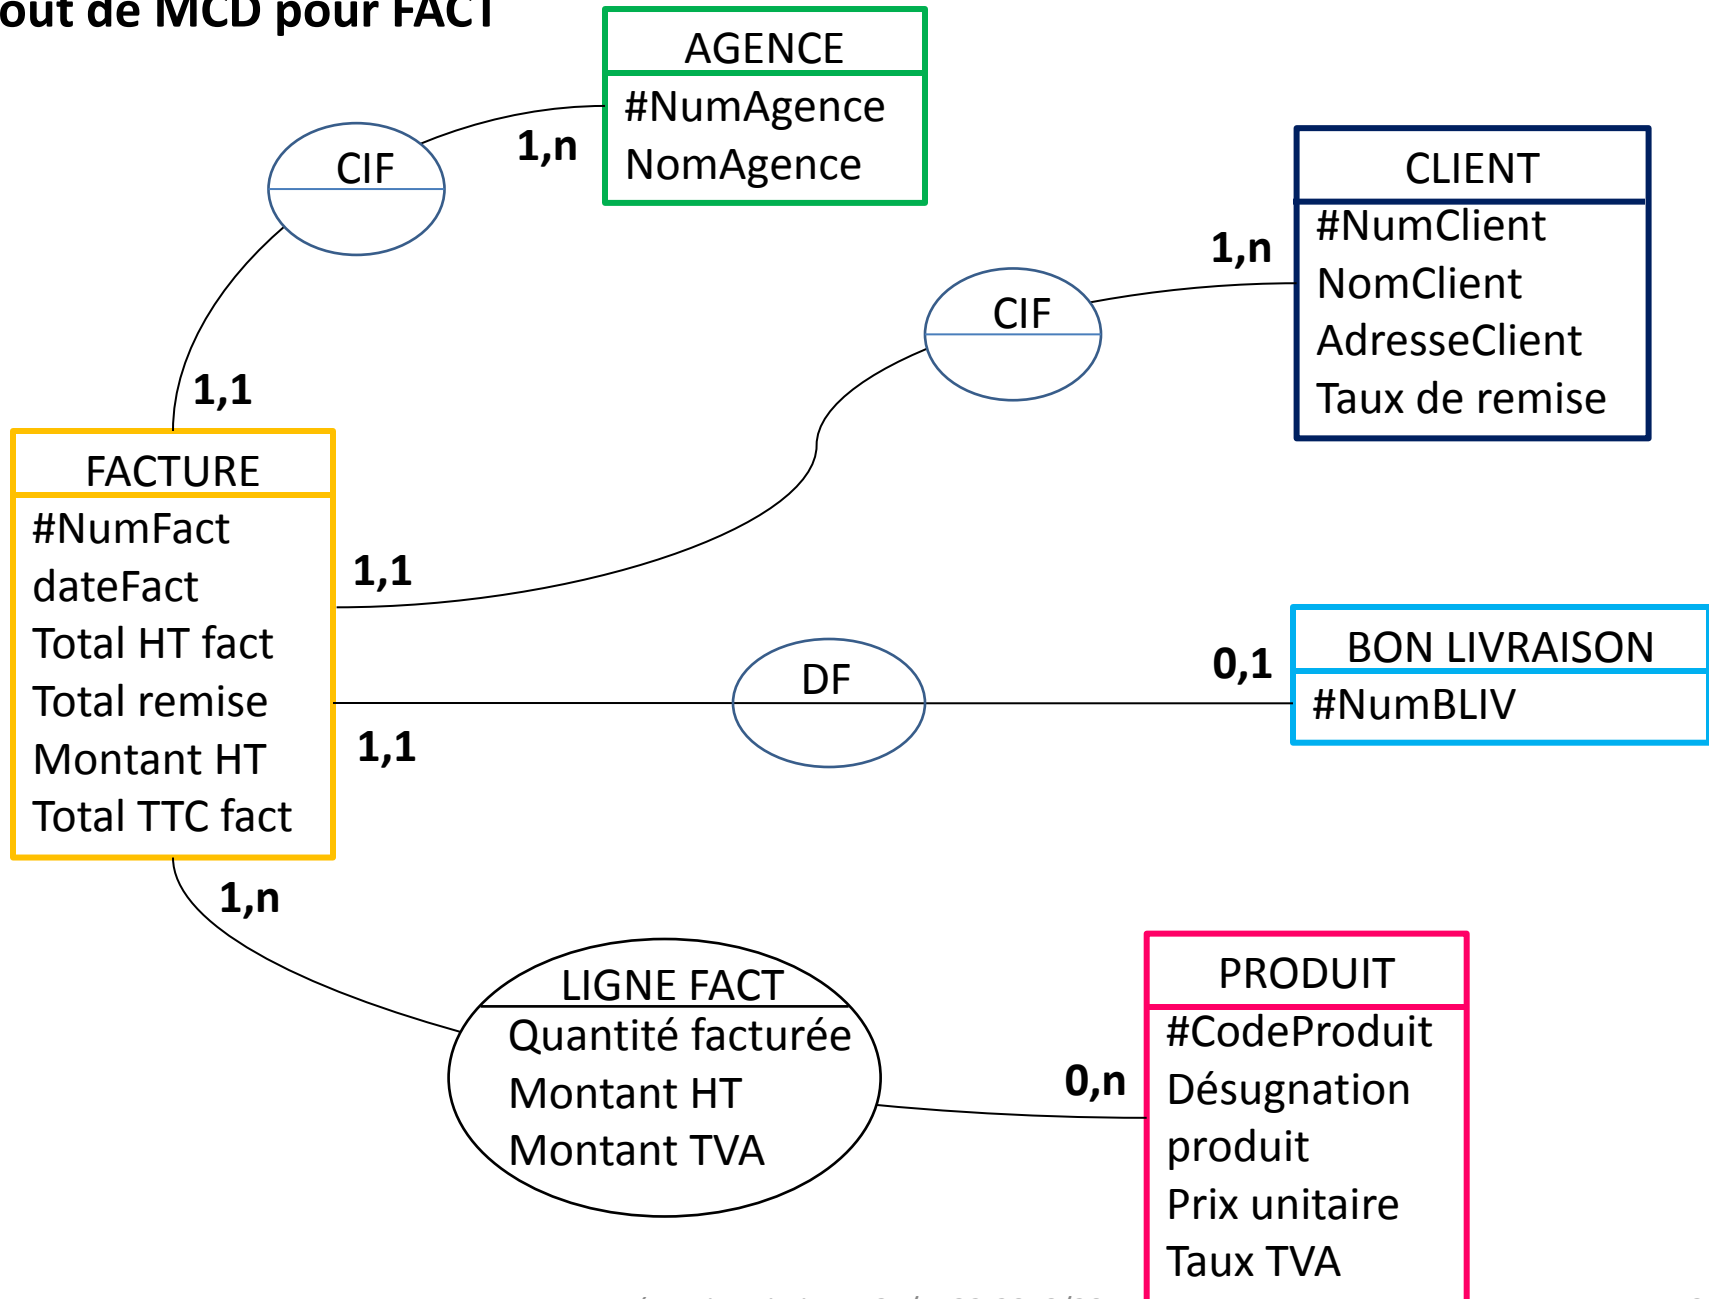 out de MCD pour FACT
AGENCE
#NumAgence
NomAgence
1,n
CIF
1,1
CLIENT
#NumClient
NomClient
AdresseClient
Taux de remise
1,n
CIF
1,1
FACTURE
#NumFact
dateFact
Total HT fact
Total remise
Montant HT
Total TTC fact
DF
1,1
0,1
BON LIVRAISON
#NumBLIV
1,n
LIGNE FACT
Quantité facturée
Montant HT
Montant TVA
0,n
PRODUIT
#CodeProduit
Désugnation
produit
Prix unitaire
Taux TVA